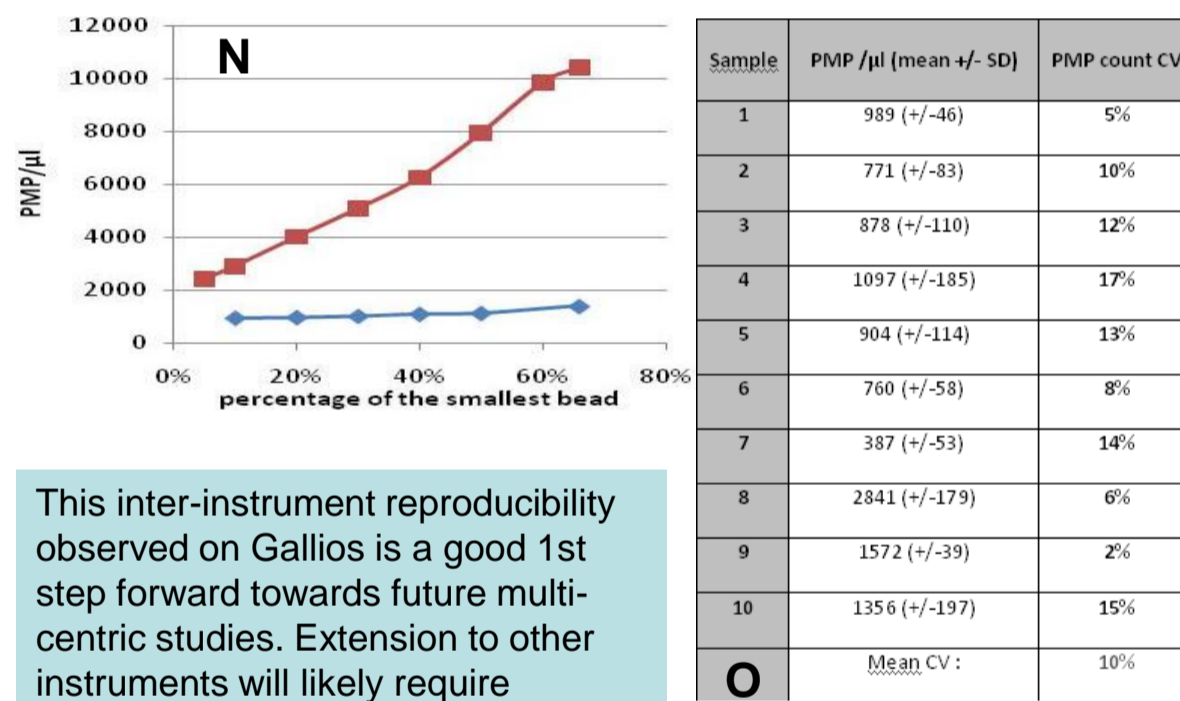 12000
10000
8000
6000
4000
2000
0
N
PMP/µl
0% 20% 40% 60% 80%
percentage of the smallest bead
This inter-instrument reproducibility
observed on Gallios is a good 1st
step forward towards future multi-
centric studies. Extension to other
instruments will likely require
Sample PMP /µl (mean +/- SD) PMP count CV
1 989 (+/-46) 5%
2 771 (+/-83) 10%
3 878 (+/-110) 12%
4 1097 (+/-185) 17%
5 904 (+/-114) 13%
6 760 (+/-58) 8%
7 387 (+/-53) 14%
8 2841 (+/-179) 6%
9 1572 (+/-39) 2%
10 1356 (+/-197) 15%
O Mean CV : 10%